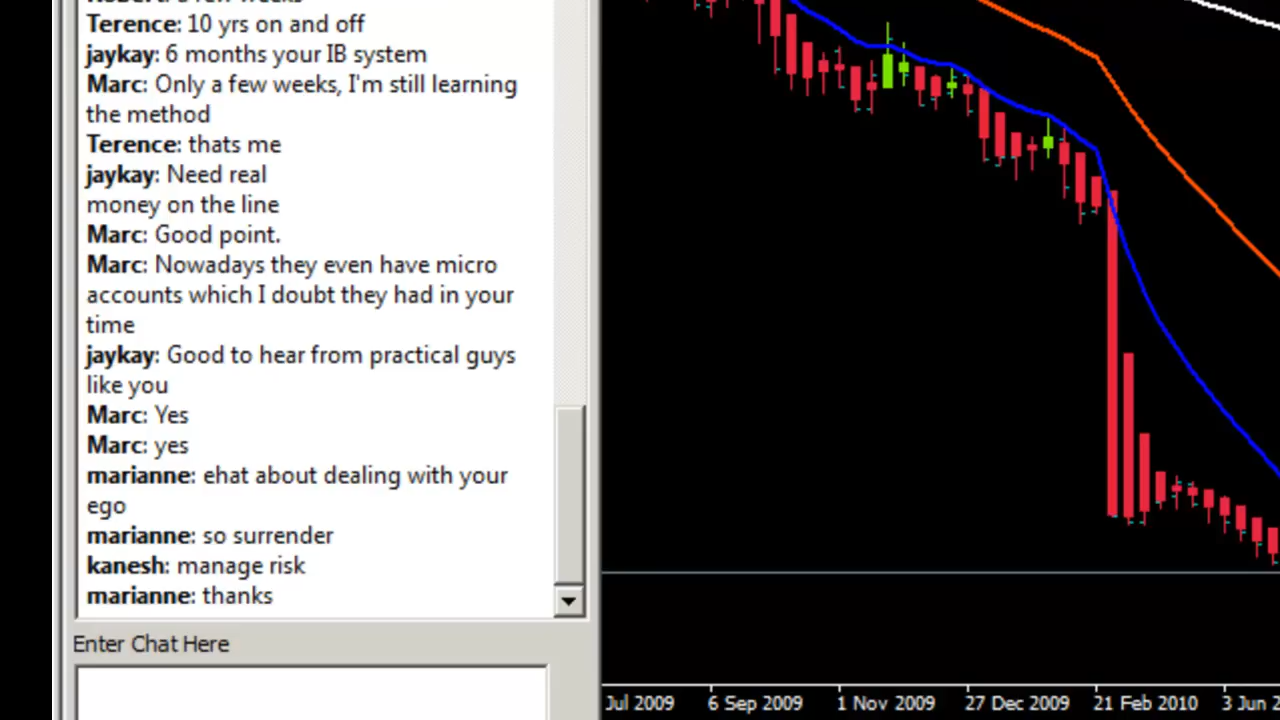 Robert: a few weeks
Terence: 10 yrs on and off
jaykay: 6 months your IB system
Marc: Only a few weeks, I'm still learning
the method
Terence: thats me
jaykay: Need real
money on the line
Marc: Good point.
Marc: Nowadays they even have micro
accounts which I doubt they had in your
time
jaykay: Good to hear from practical guys
like you
Marc: Yes
Marc: yes
marianne: ehat about dealing with your
ego
marianne: so surrender
kanesh: manage risk
marianne: thanks
Enter Chat Here
Jul 2009
6 Sep 2009
1 Nov 2009
27 Dec 2009
21 Feb 2010
3 Jun 2